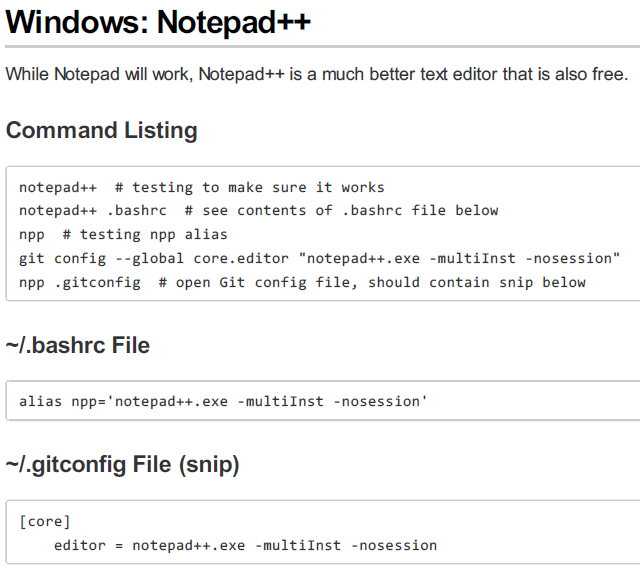 Windows: Notepad++
While Notepad will work, Notepad++ is a much better text editor that is also free.
Command Listing
notepad++  # testing to make sure it works
notepad++ .bashrc  # see contents of .bashrc file below
npp  # testing npp alias
git config --global core.editor "notepad++.exe -multiInst -nosession"
npp .gitconfig  # open Git config file, should contain snip below
~/.bashrc File
alias npp='notepad++.exe -multiInst -nosession'
~/.gitconfig File (snip)
[core]
    editor = notepad++.exe -multiInst -nosession